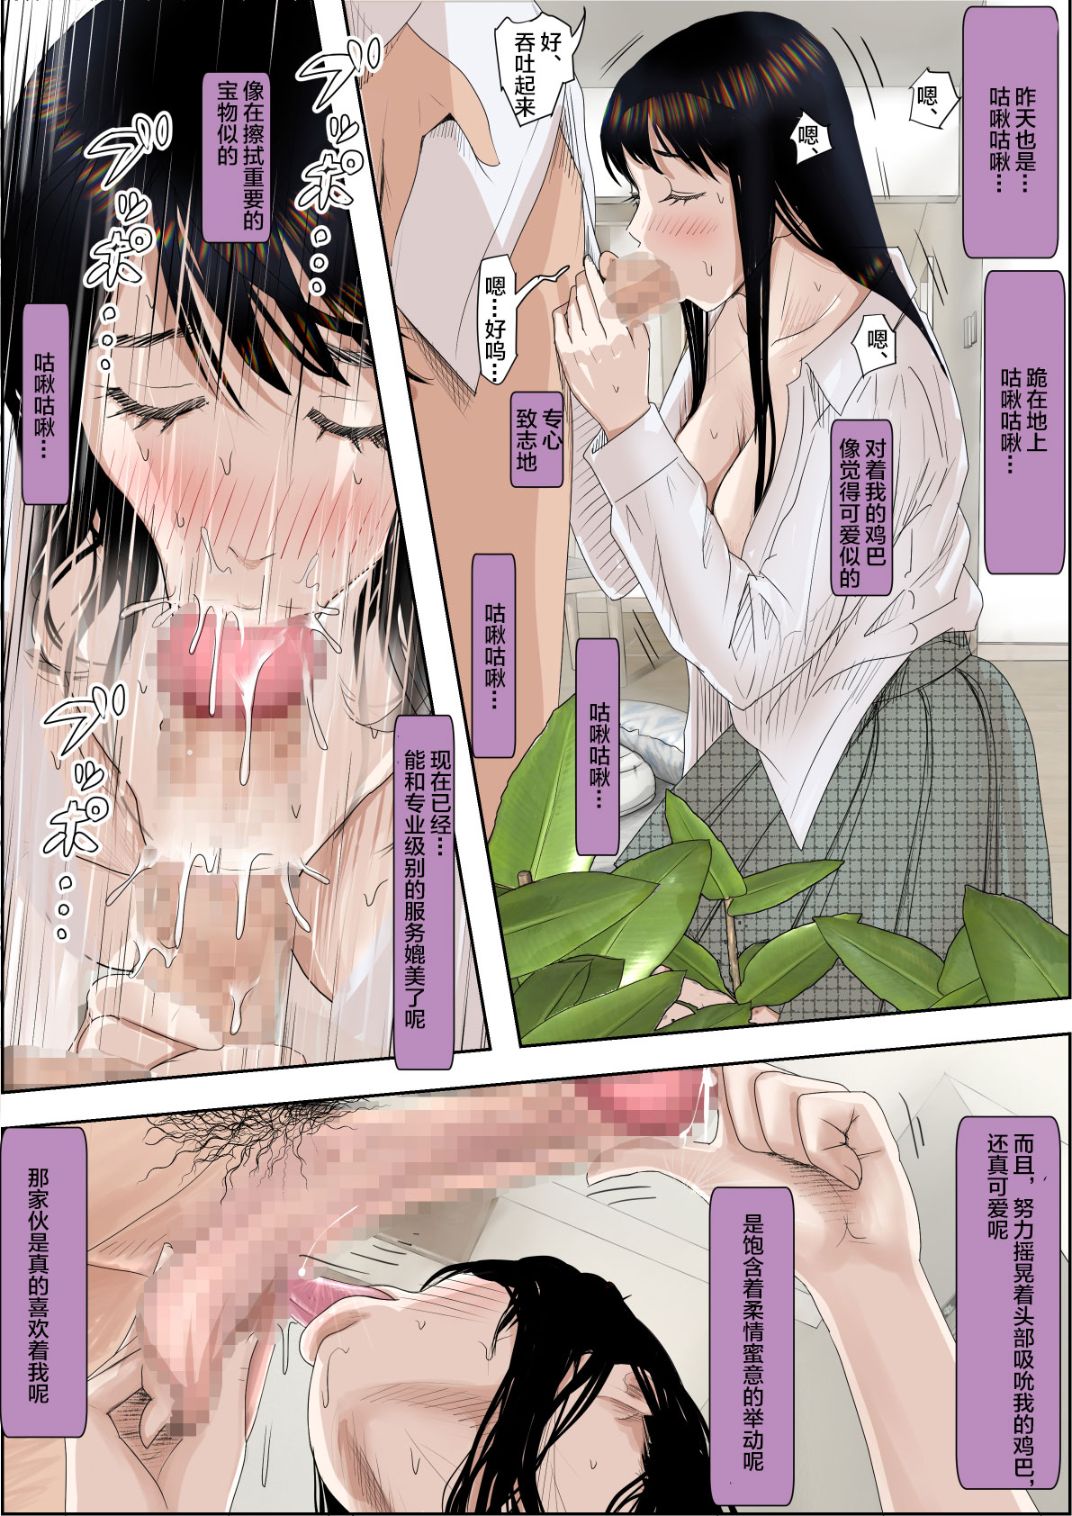 昨天也是…
咕啾咕啾…
跪在地上
咕啾咕啾…
嗯、
嗯、
嗯、
对着我的鸡巴
像觉得可爱似的
好、
吞吐起来
嗯…好呜…
专心
致志地
咕啾咕啾…
咕啾咕啾…
像在擦拭重要的
宝物似的
咕啾咕啾…
ブッポ。。…
ブッポ。。…
ブッポ。。…
现在已经…
能和专业级别的服务媲美了呢
而且，努力摇晃着头部吸吮我的鸡巴，
还真可爱呢
是饱含着柔情蜜意的举动呢
那家伙是真的喜欢着我呢